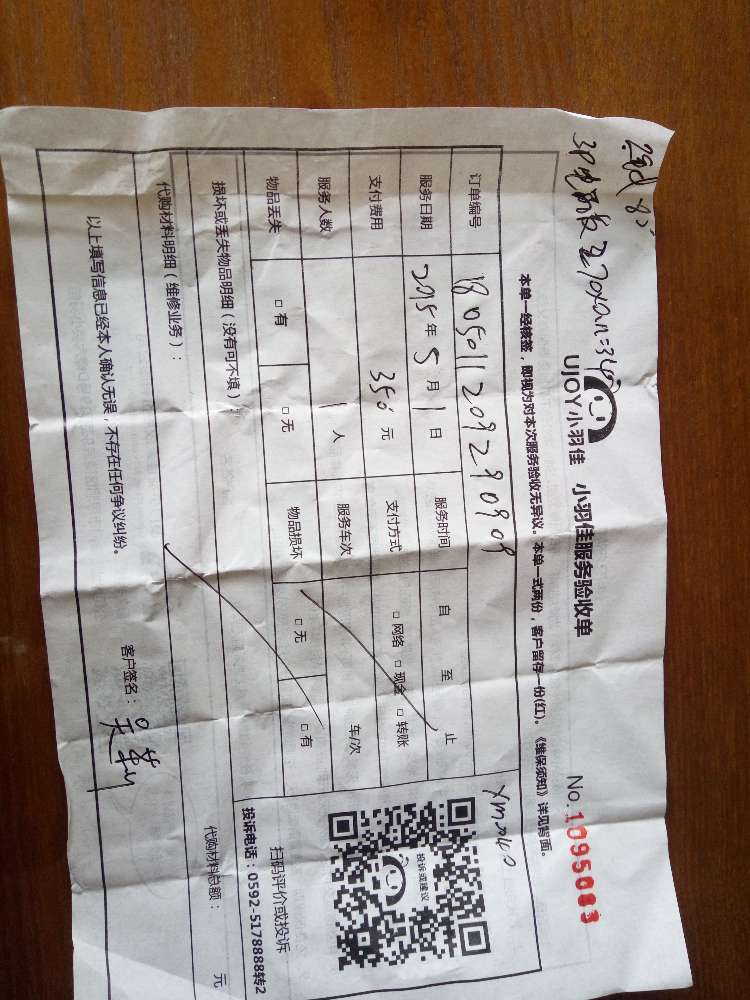 UJOY小羽佳 小羽佳服务验收单
No.1095083
本单一经核签，即视为对本次服务验收无异议。本单一式两份，客户留存一份(红)。《维保须知》详见背面。
订单编号 180501120929090909
服务日期 2018年5月1日 服务时间 自 至 止
支付费用 350元 支付方式 □网络 □现金 □转账
服务人数 1人 服务车次 车/次
物品丢失 □有 □无 物品损坏 □无 □有
投诉或建议
扫码评价或投诉
投诉电话：0592-5178888转2
损坏或丢失物品明细（没有可不填）：
代购材料明细（维修业务）：
代购材料总额： 元
以上填写信息已经本人确认无误，不存在任何争议纠纷。
客户签名：